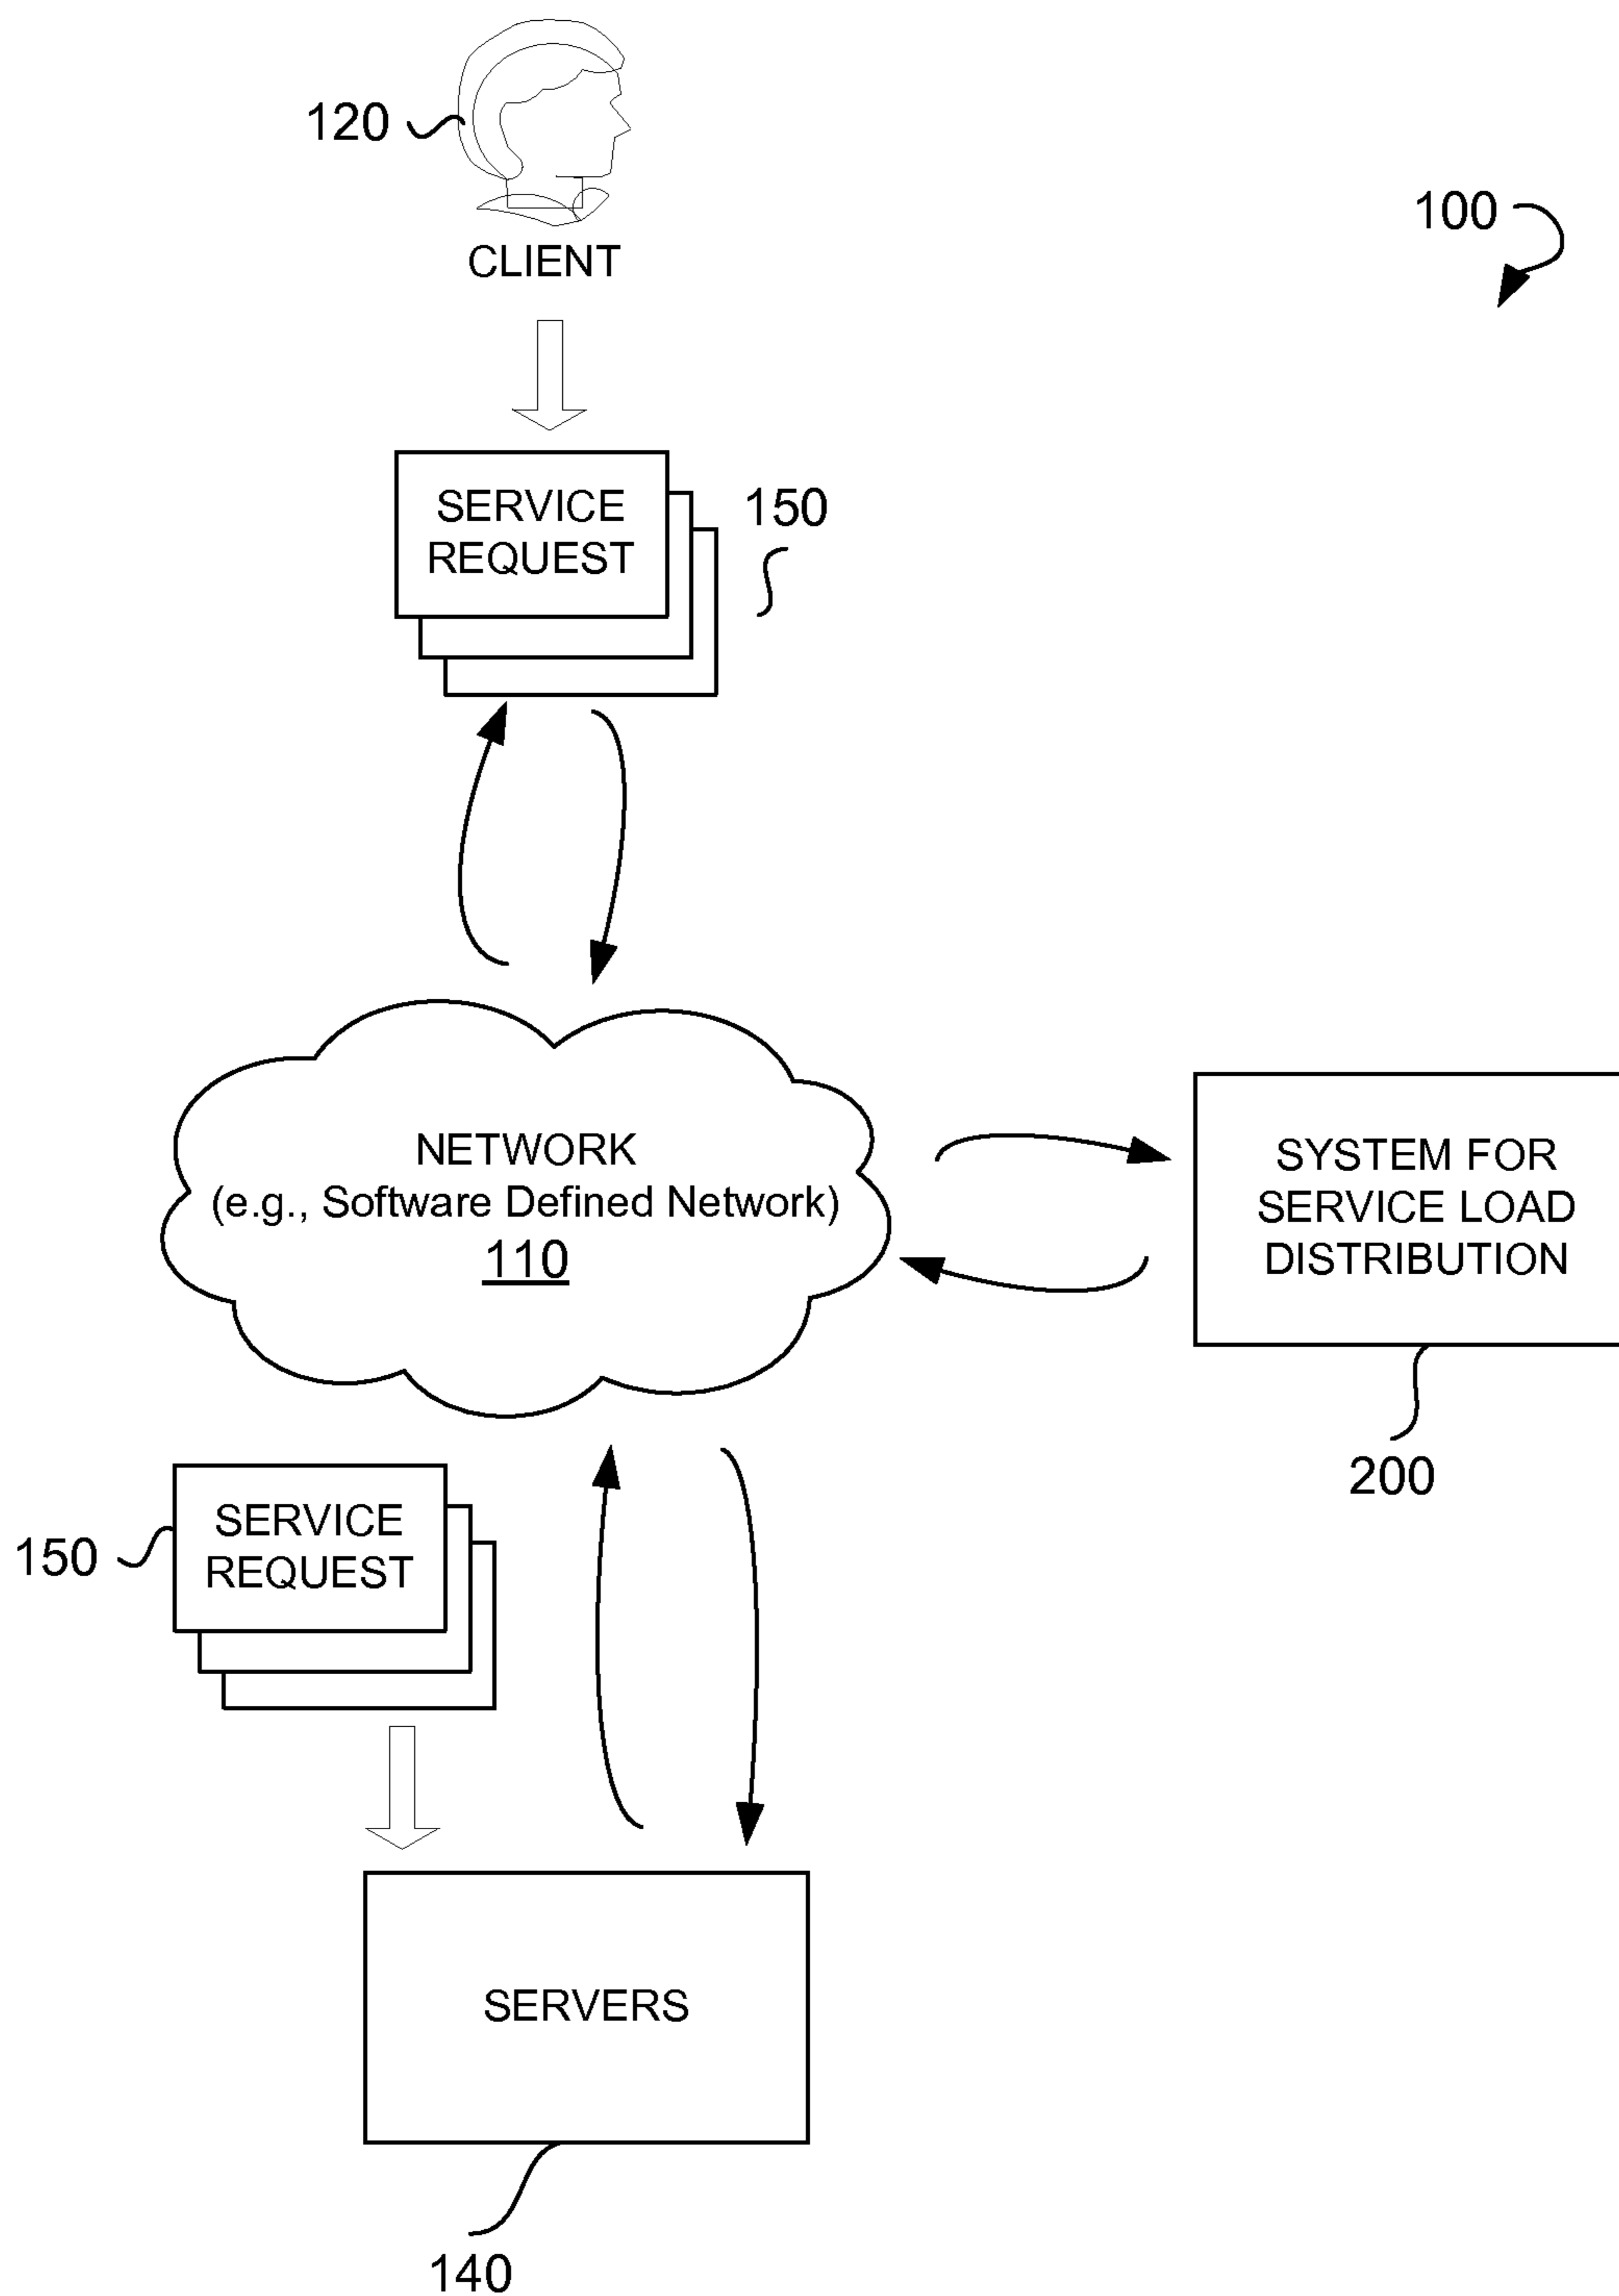 120
CLIENT
100
SERVICE
REQUEST
150
NETWORK
(e.g., Software Defined Network)
110
SYSTEM FOR
SERVICE LOAD
DISTRIBUTION
200
150
SERVICE
REQUEST
SERVERS
140